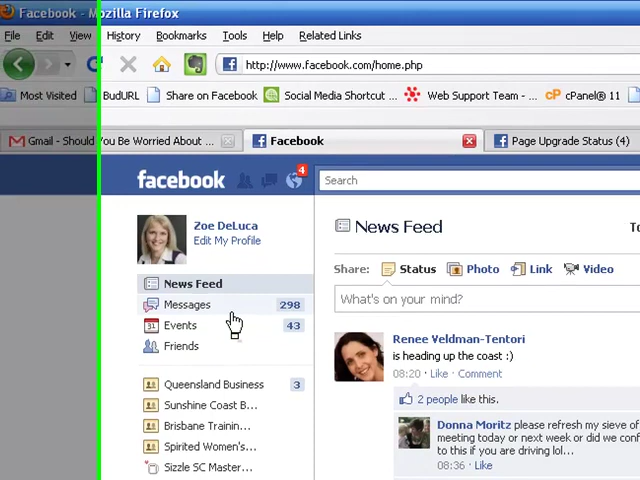 Facebook - Mozilla Firefox
File Edit View History Bookmarks Tools Help Related Links
http://www.facebook.com/home.php
Most Visited BudURL Share on Facebook Social Media Shortcut ... Web Support Team - ... cPanel® 11
Gmail - Should You Be Worried About ... Facebook Page Upgrade Status (4)
facebook 4 Search
Zoe DeLuca
Edit My Profile
News Feed
Messages 298
31 Events 43
Friends
Queensland Business 3
Sunshine Coast B...
Brisbane Trainin...
Spirited Women's...
Sizzle SC Master...
News Feed
Share: Status Photo Link Video
What's on your mind?
Renee Veldman-Tentori
is heading up the coast :)
08:20 · Like · Comment
2 people like this.
Donna Moritz please refresh my sieve of
meeting today or next week or did we conf
to this if you are driving lol...
08:36 · Like